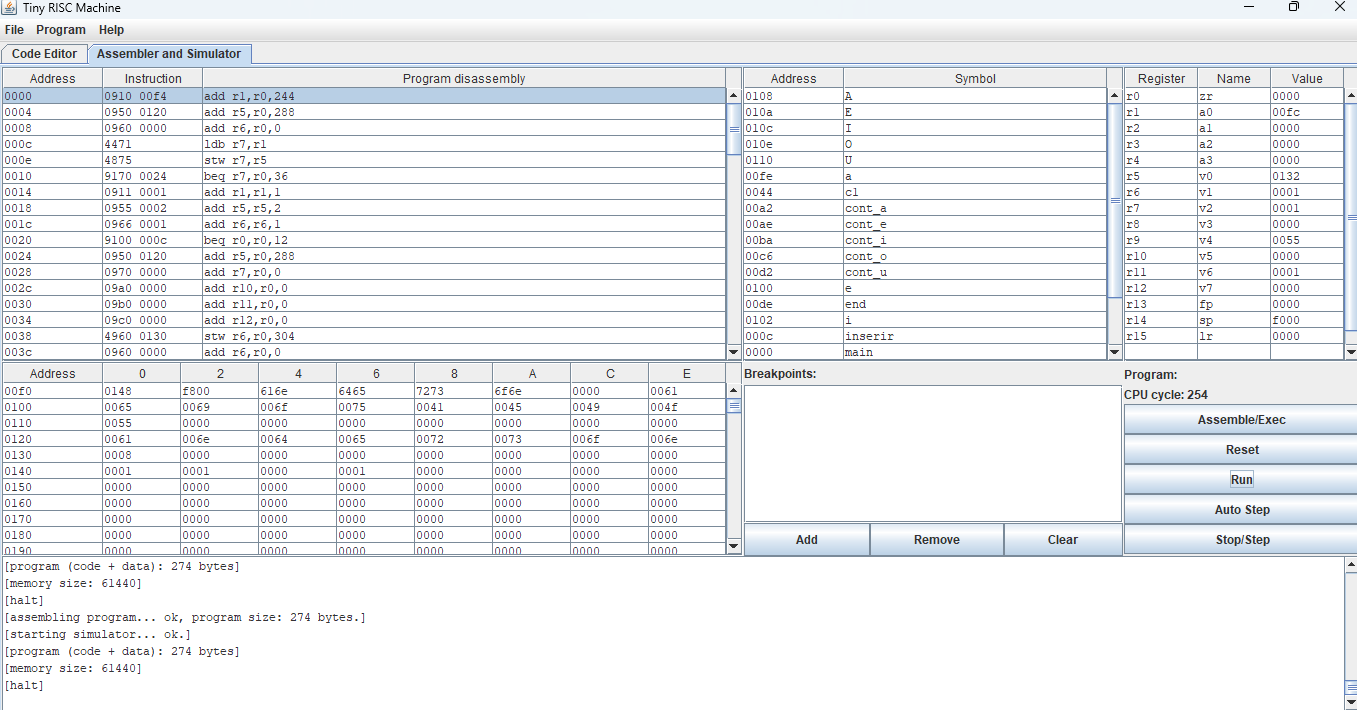 Tiny RISC Machine
File Program Help
Code Editor Assembler and Simulator
Address Instruction Program disassembly
0000 0910 00f4 add r1,r0,244
0004 0950 0120 add r5,r0,288
0008 0960 0000 add r6,r0,0
000c 4471 ldb r7,r1
000e 4875 stw r7,r5
0010 9170 0024 beq r7,r0,36
0014 0911 0001 add r1,r1,1
0018 0955 0002 add r5,r5,2
001c 0966 0001 add r6,r6,1
0020 9100 000c beq r0,r0,12
0024 0950 0120 add r5,r0,288
0028 0970 0000 add r7,r0,0
002c 09a0 0000 add r10,r0,0
0030 09b0 0000 add r11,r0,0
0034 09c0 0000 add r12,r0,0
0038 4960 0130 stw r6,r0,304
003c 0960 0000 add r6,r0,0
Address Symbol
0108 A
010a E
010c I
010e O
0110 U
00fe a
0044 c1
00a2 cont_a
00ae cont_e
00ba cont_i
00c6 cont_o
00d2 cont_u
0100 e
00de end
0102 i
000c inserir
0000 main
Register Name Value
r0 zr 0000
r1 a0 00fc
r2 a1 0000
r3 a2 0000
r4 a3 0000
r5 v0 0132
r6 v1 0001
r7 v2 0001
r8 v3 0000
r9 v4 0055
r10 v5 0000
r11 v6 0001
r12 v7 0000
r13 fp 0000
r14 sp f000
r15 lr 0000
Address 0 2 4 6 8 A C E
00f0 0148 f800 616e 6465 7273 6f6e 0000 0061
0100 0065 0069 006f 0075 0041 0045 0049 004f
0110 0055 0000 0000 0000 0000 0000 0000 0000
0120 0061 006e 0064 0065 0072 0073 006f 006e
0130 0008 0000 0000 0000 0000 0000 0000 0000
0140 0001 0001 0000 0001 0000 0000 0000 0000
0150 0000 0000 0000 0000 0000 0000 0000 0000
0160 0000 0000 0000 0000 0000 0000 0000 0000
0170 0000 0000 0000 0000 0000 0000 0000 0000
0180 0000 0000 0000 0000 0000 0000 0000 0000
0190 0000 0000 0000 0000 0000 0000 0000 0000
Breakpoints:
Add Remove Clear
Program:
CPU cycle: 254
Assemble/Exec
Reset
Run
Auto Step
Stop/Step
[program (code + data): 274 bytes]
[memory size: 61440]
[halt]
[assembling program... ok, program size: 274 bytes.]
[starting simulator... ok.]
[program (code + data): 274 bytes]
[memory size: 61440]
[halt]